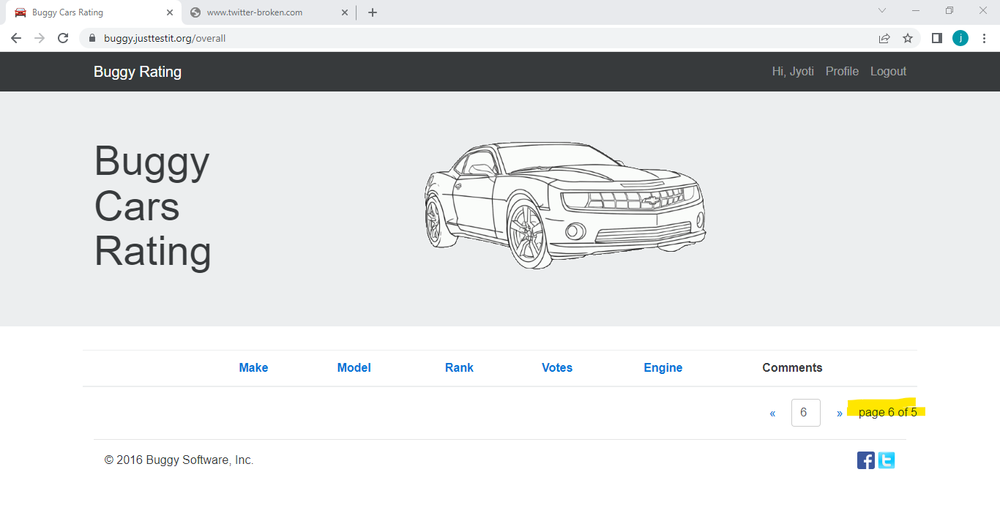 Buggy Cars Rating
www.twitter-broken.com
buggy.justtestit.org/overall
j
Buggy Rating
Hi, Jyoti Profile Logout
Buggy
Cars
Rating
Make Model Rank Votes Engine Comments
« 6 » page 6 of 5
© 2016 Buggy Software, Inc.